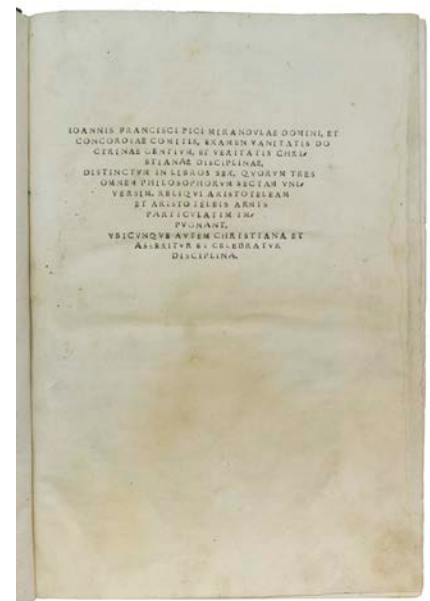 IOANNIS FRANCISCI PICI MIRANDVLAE DOMINI, ET
CONCORDIAE COMITIS, EXAMEN VANITATIS DO
CTRINAE GENTIVM, ET VERITATIS CHRI/
STIANAE DISCIPLINAE,
DISTINCTVM IN LIBROS SEX, QVORVM TRES
OMNEM PHILOSOPHORVM SECTAM VNI/
VERSIM, RELIQVI ARISTOTELEAM
ET ARISTOTELEIS ARMIS
PARTICVLATIM IM/
PVGNANT,
VBICVNQVE AVTEM CHRISTIANA ET
ASSERITVR ET CELEBRATVR
DISCIPLINA.